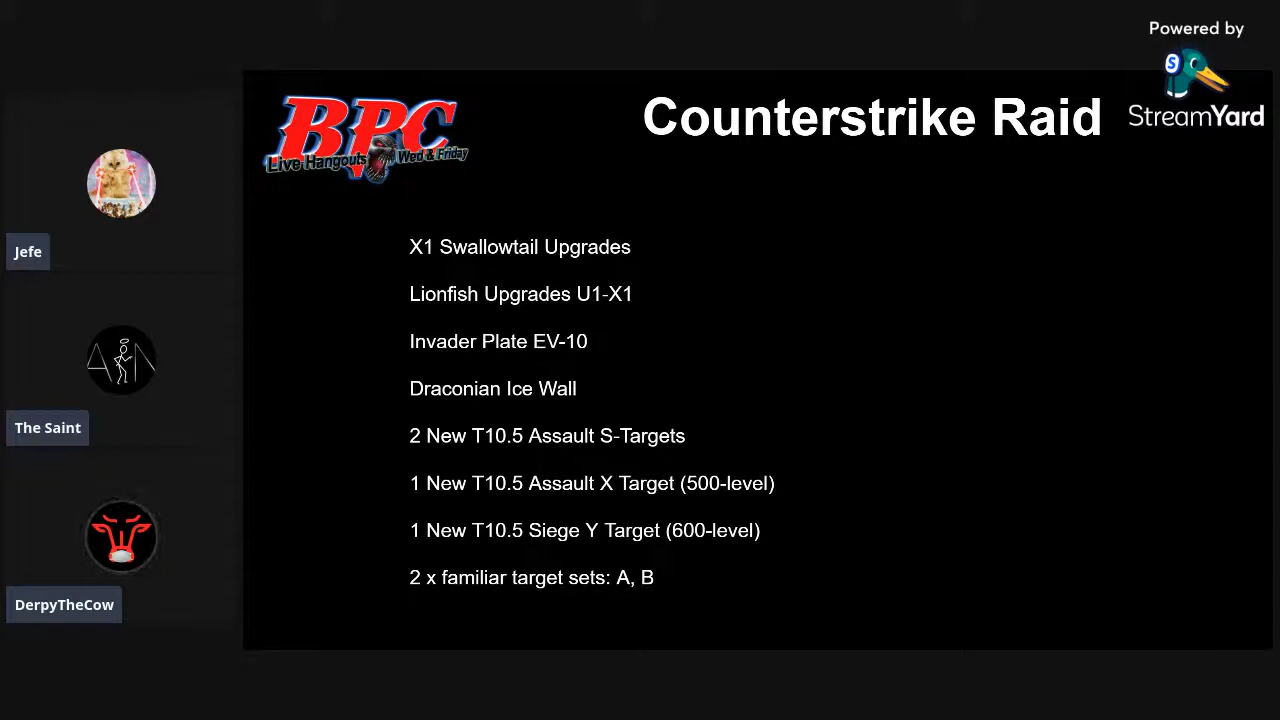 Powered by
S
StreamYard
BPC
Live Hangouts Wed & Friday
Counterstrike Raid
Jefe
X1 Swallowtail Upgrades
Lionfish Upgrades U1-X1
Invader Plate EV-10
Draconian Ice Wall
A N
The Saint
2 New T10.5 Assault S-Targets
1 New T10.5 Assault X Target (500-level)
1 New T10.5 Siege Y Target (600-level)
2 x familiar target sets: A, B
DerpyTheCow